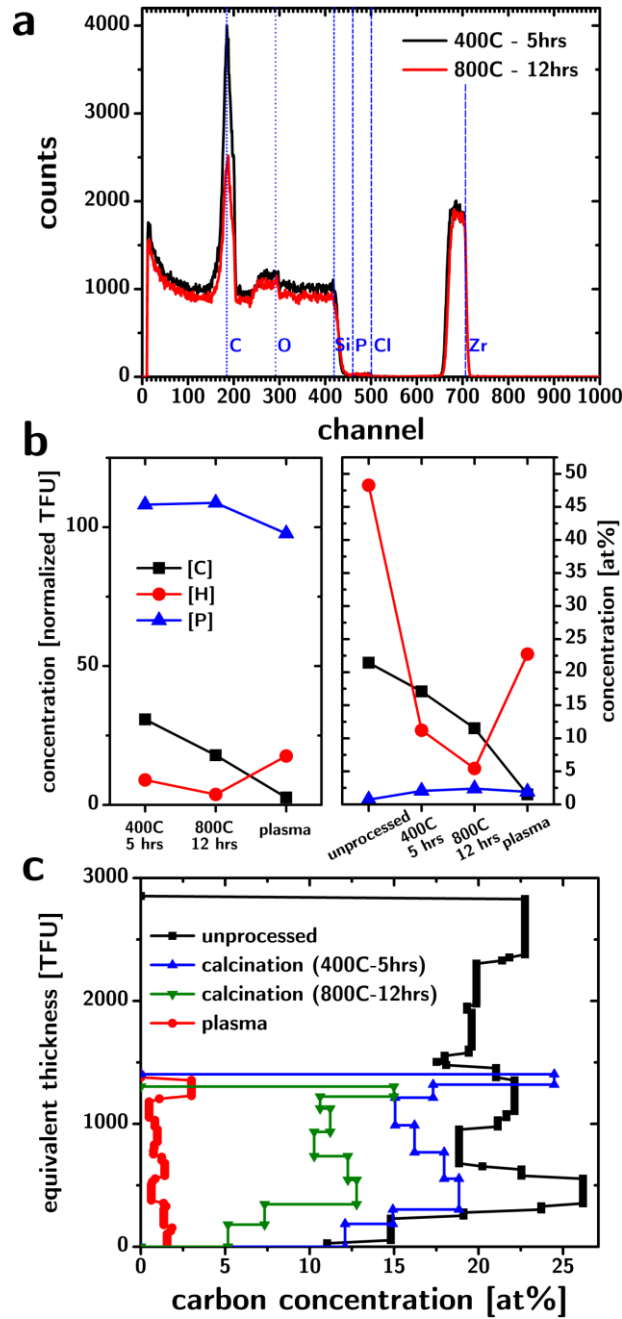 a
400C - 5hrs
800C - 12hrs
4000
3000
2000
1000
0
counts
C
O
Si
P
Cl
Zr
0 100 200 300 400 500 600 700 800 900 1000
channel
b
concentration [normalized TFU]
100
50
0
[C]
[H]
[P]
400C
5 hrs
800C
12 hrs
plasma
50
45
40
35
30
25
20
15
10
5
0
concentration [at%]
unprocessed
400C
5 hrs
800C
12 hrs
plasma
c
equivalent thickness [TFU]
3000
2000
1000
0
unprocessed
calcination (400C-5hrs)
calcination (800C-12hrs)
plasma
0 5 10 15 20 25
carbon concentration [at%]